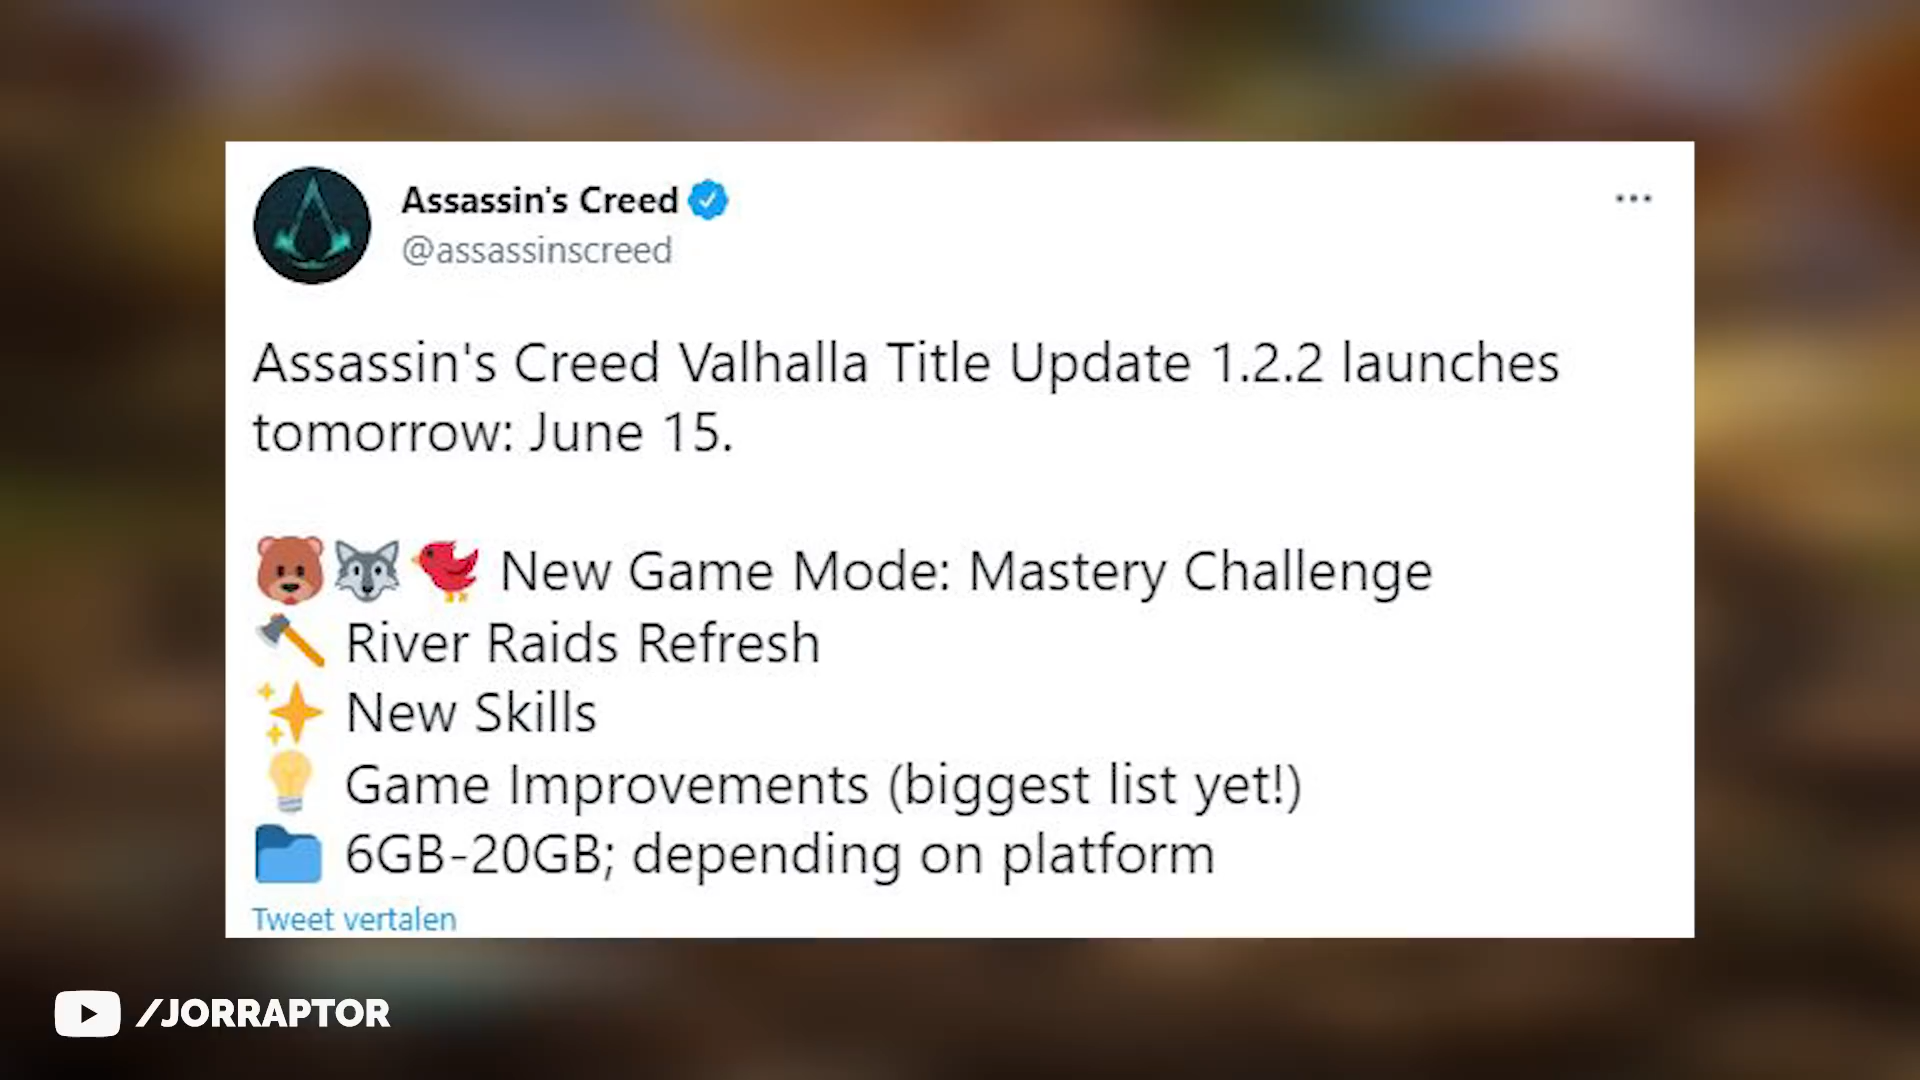 Assassin's Creed
@assassinscreed
Assassin's Creed Valhalla Title Update 1.2.2 launches
tomorrow: June 15.
🐻🐺🐦 New Game Mode: Mastery Challenge
🪓 River Raids Refresh
✨ New Skills
💡 Game Improvements (biggest list yet!)
📁 6GB-20GB; depending on platform
Tweet vertalen
/JORRAPTOR